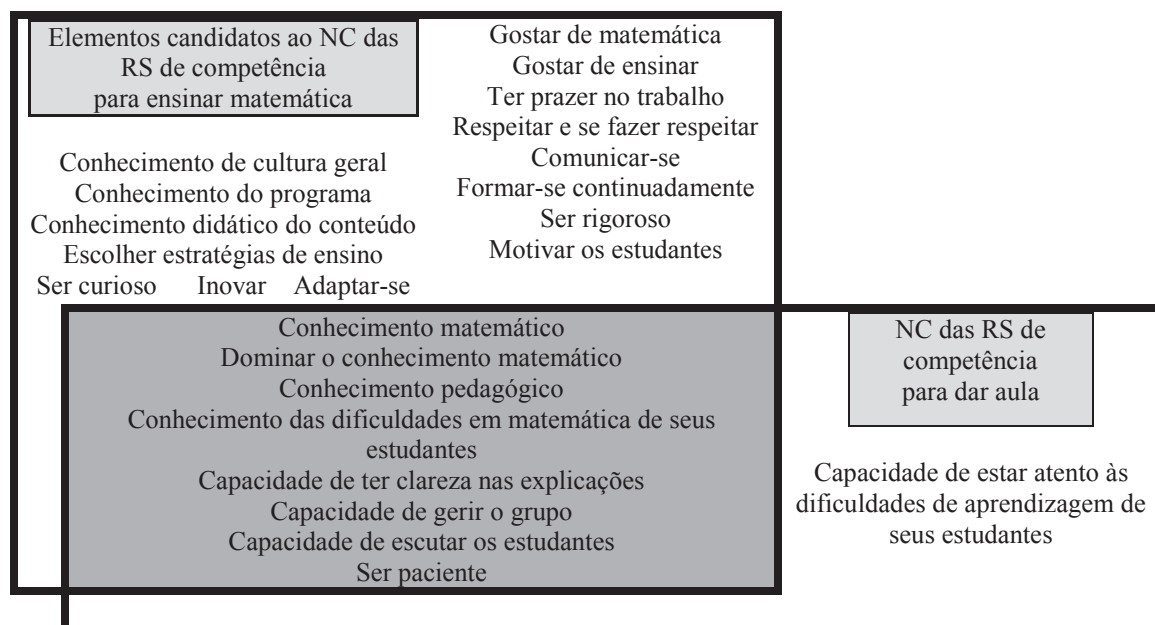 Elementos candidatos ao NC das
RS de competência
para ensinar matemática
Conhecimento de cultura geral
Conhecimento do programa
Conhecimento didático do conteúdo
Escolher estratégias de ensino
Ser curioso Inovar Adaptar-se
Gostar de matemática
Gostar de ensinar
Ter prazer no trabalho
Respeitar e se fazer respeitar
Comunicar-se
Formar-se continuadamente
Ser rigoroso
Motivar os estudantes
Conhecimento matemático
Dominar o conhecimento matemático
Conhecimento pedagógico
Conhecimento das dificuldades em matemática de seus
estudantes
Capacidade de ter clareza nas explicações
Capacidade de gerir o grupo
Capacidade de escutar os estudantes
Ser paciente
NC das RS de
competência
para dar aula
Capacidade de estar atento às
dificuldades de aprendizagem de
seus estudantes